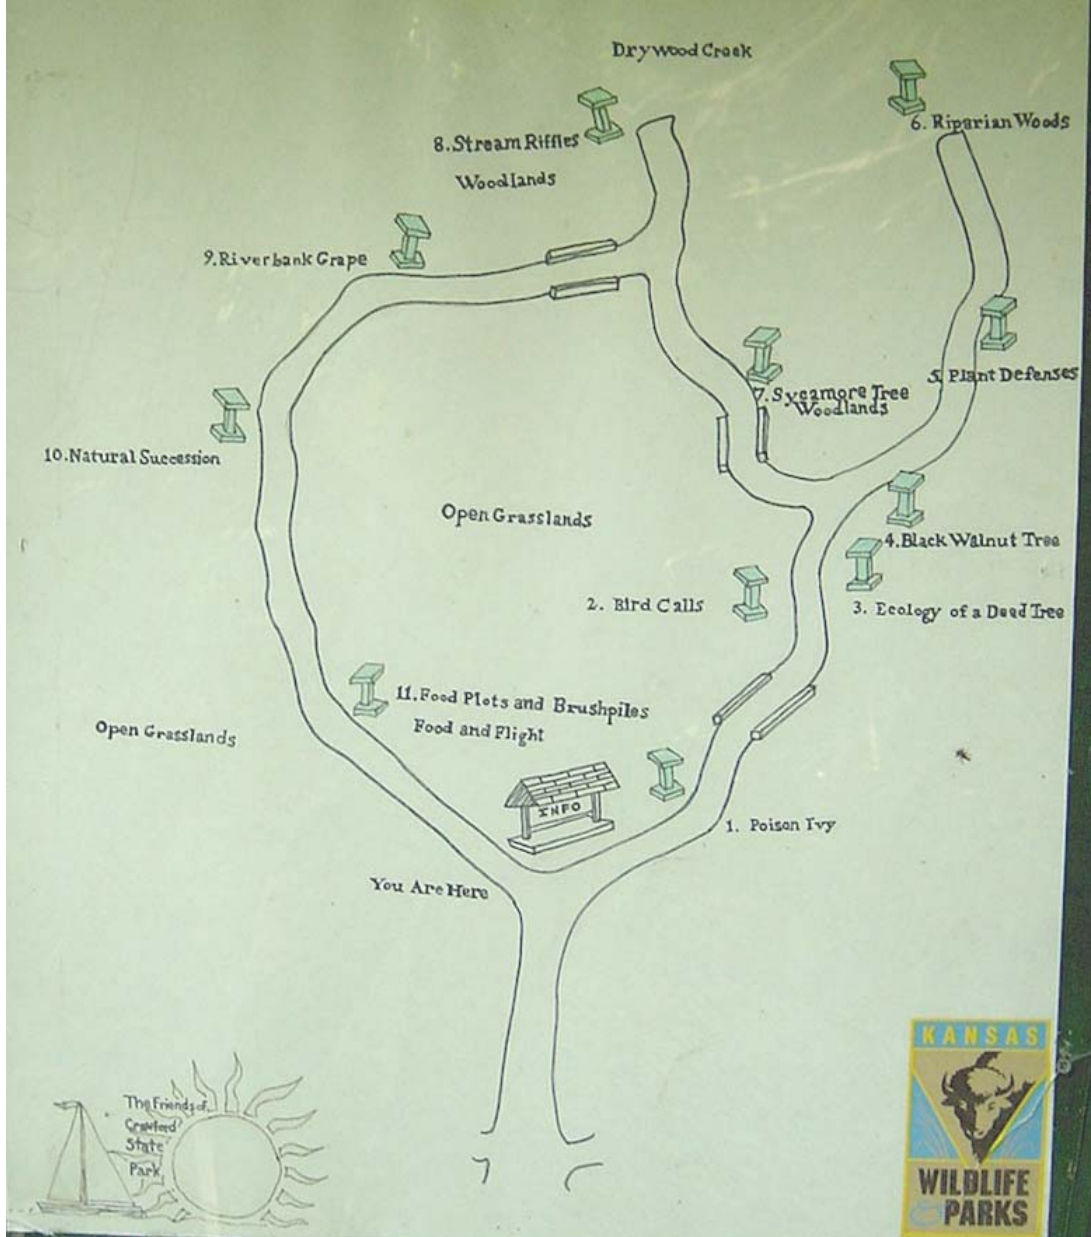 Drywood Creek
6. Riparian Woods
8. Stream Riffles
Woodlands
9. Riverbank Grape
5. Plant Defenses
7. Sycamore Tree
Woodlands
10. Natural Succession
Open Grasslands
4. Black Walnut Tree
2. Bird Calls
3. Ecology of a Dead Tree
11. Food Plots and Brushpiles
Food and Flight
Open Grasslands
INFO
1. Poison Ivy
You Are Here
The Friends of
Crawford
State
Park
KANSAS
WILDLIFE
& PARKS